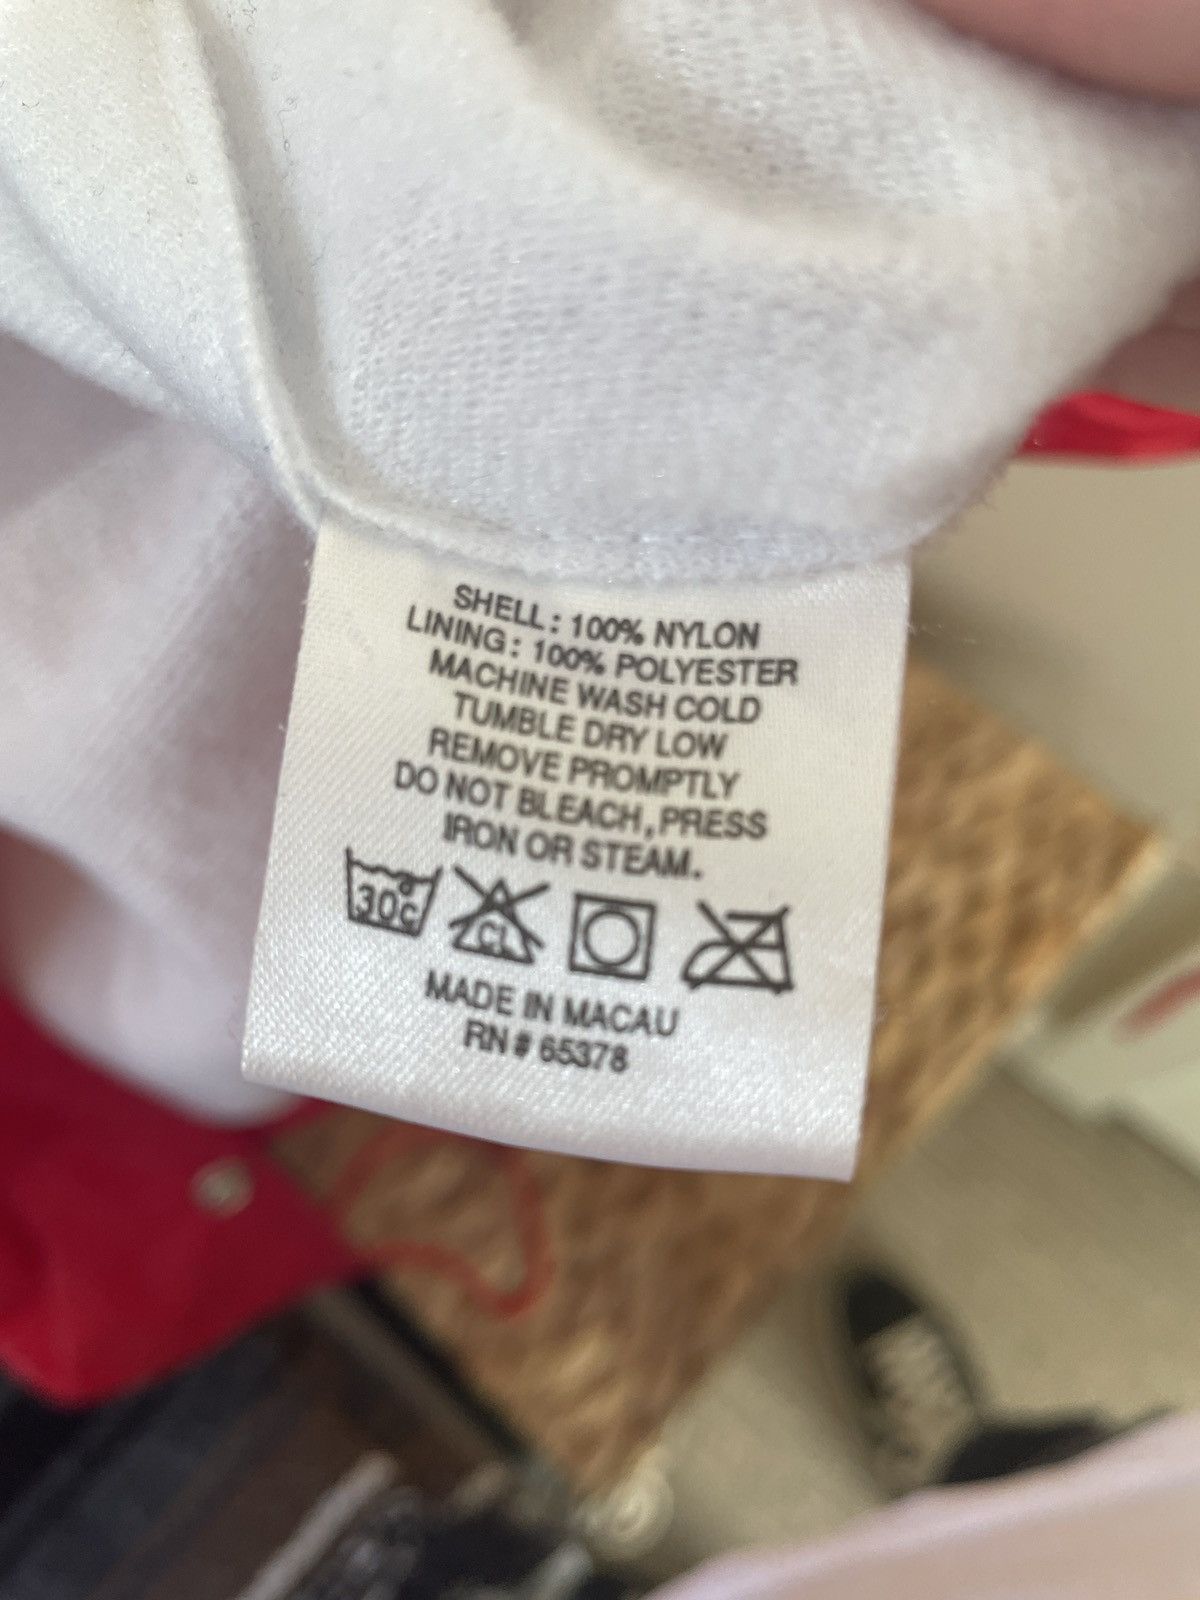 SHELL: 100% NYLON
LINING: 100% POLYESTER
MACHINE WASH COLD
TUMBLE DRY LOW
REMOVE PROMPTLY
DO NOT BLEACH, PRESS
IRON OR STEAM.
30c CL
MADE IN MACAU
RN# 65378